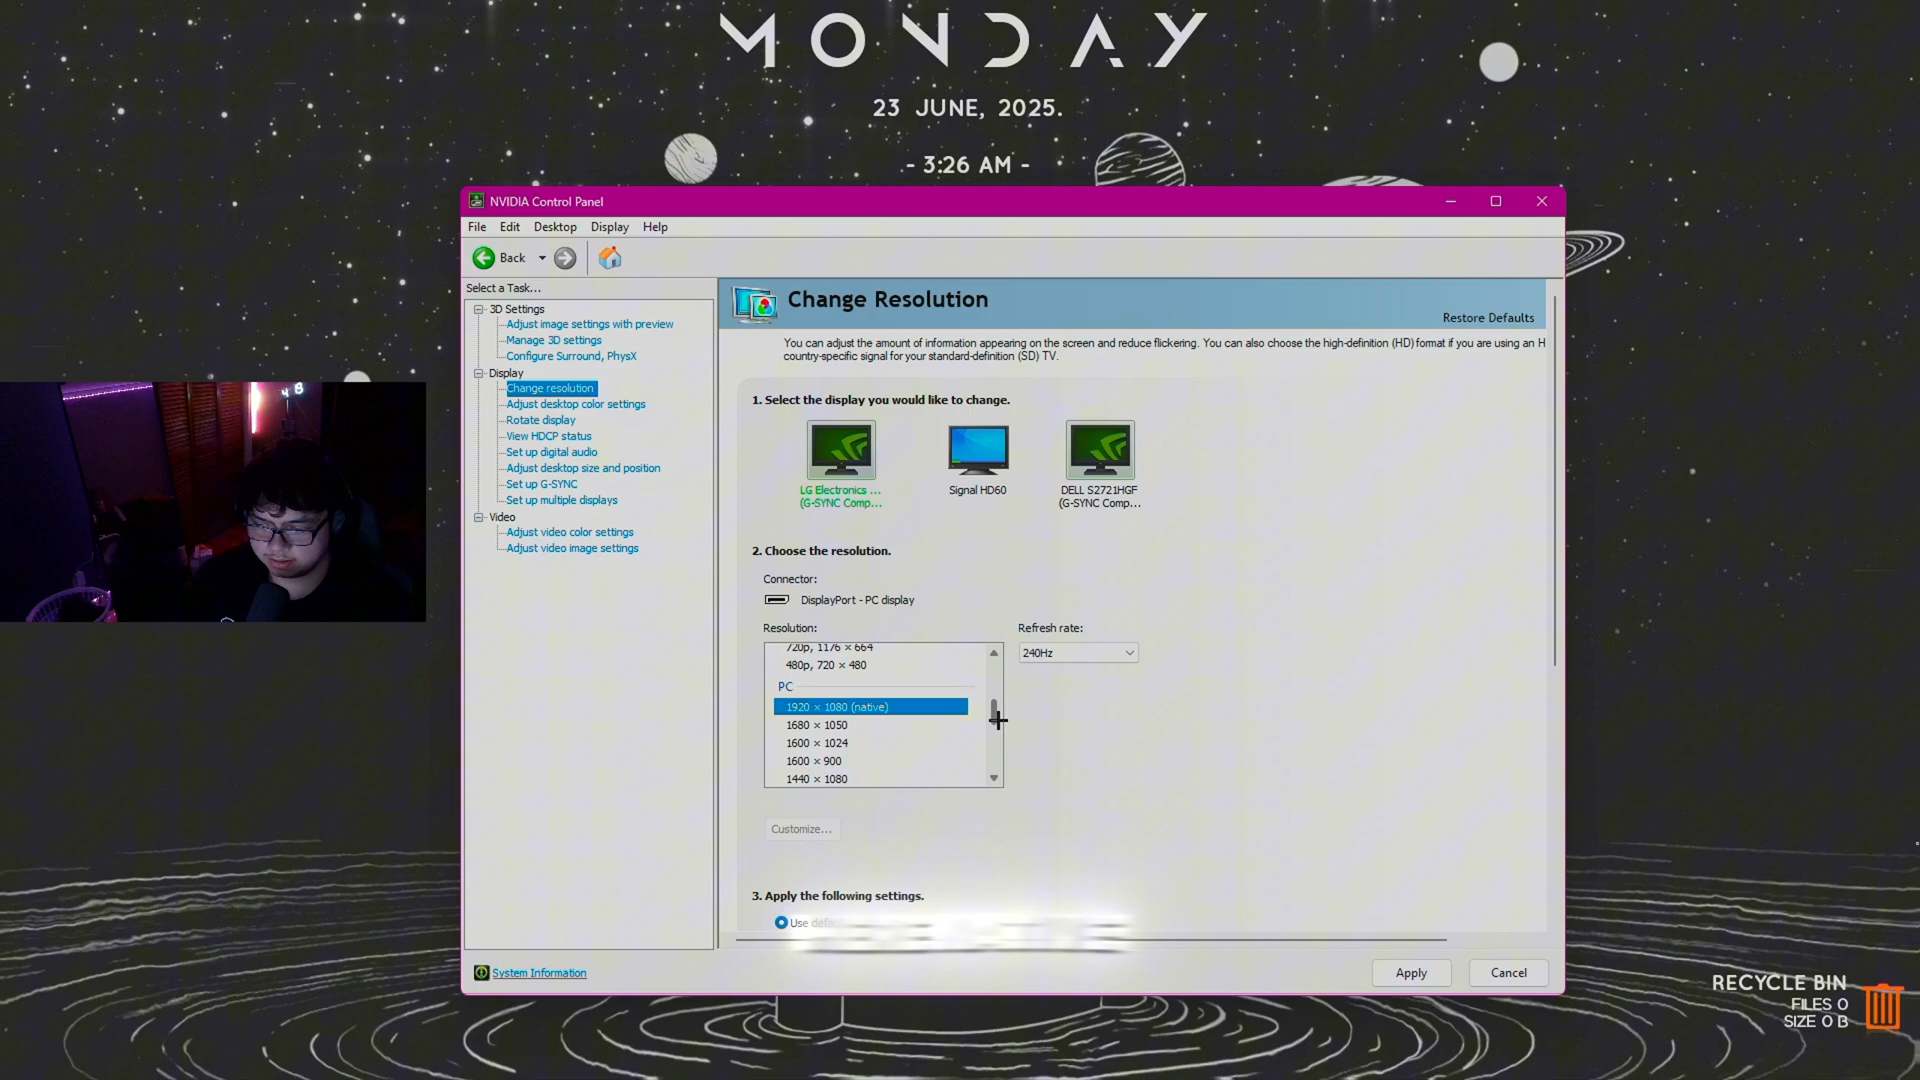 MONDAY
23 JUNE, 2025.
- 3:26 AM -
NVIDIA Control Panel
File Edit Desktop Display Help
Back
Select a Task...
3D Settings
Adjust image settings with preview
Manage 3D settings
Configure Surround, PhysX
Display
Change resolution
Adjust desktop color settings
Rotate display
View HDCP status
Set up digital audio
Adjust desktop size and position
Set up G-SYNC
Set up multiple displays
Video
Adjust video color settings
Adjust video image settings
System Information
Change Resolution
Restore Defaults
You can adjust the amount of information appearing on the screen and reduce flickering. You can also choose the high-definition (HD) format if you are using an H
country-specific signal for your standard-definition (SD) TV.
1. Select the display you would like to change.
LG Electronics ...
(G-SYNC Comp...
Signal HD60
DELL S2721HGF
(G-SYNC Comp...
2. Choose the resolution.
Connector:
DisplayPort - PC display
Resolution:
Refresh rate:
720p, 1176 × 664
480p, 720 × 480
PC
1920 × 1080 (native)
1680 × 1050
1600 × 1024
1600 × 900
1440 × 1080
240Hz
Customize...
3. Apply the following settings.
Use
Apply
Cancel
RECYCLE BIN
FILES 0
SIZE 0 B